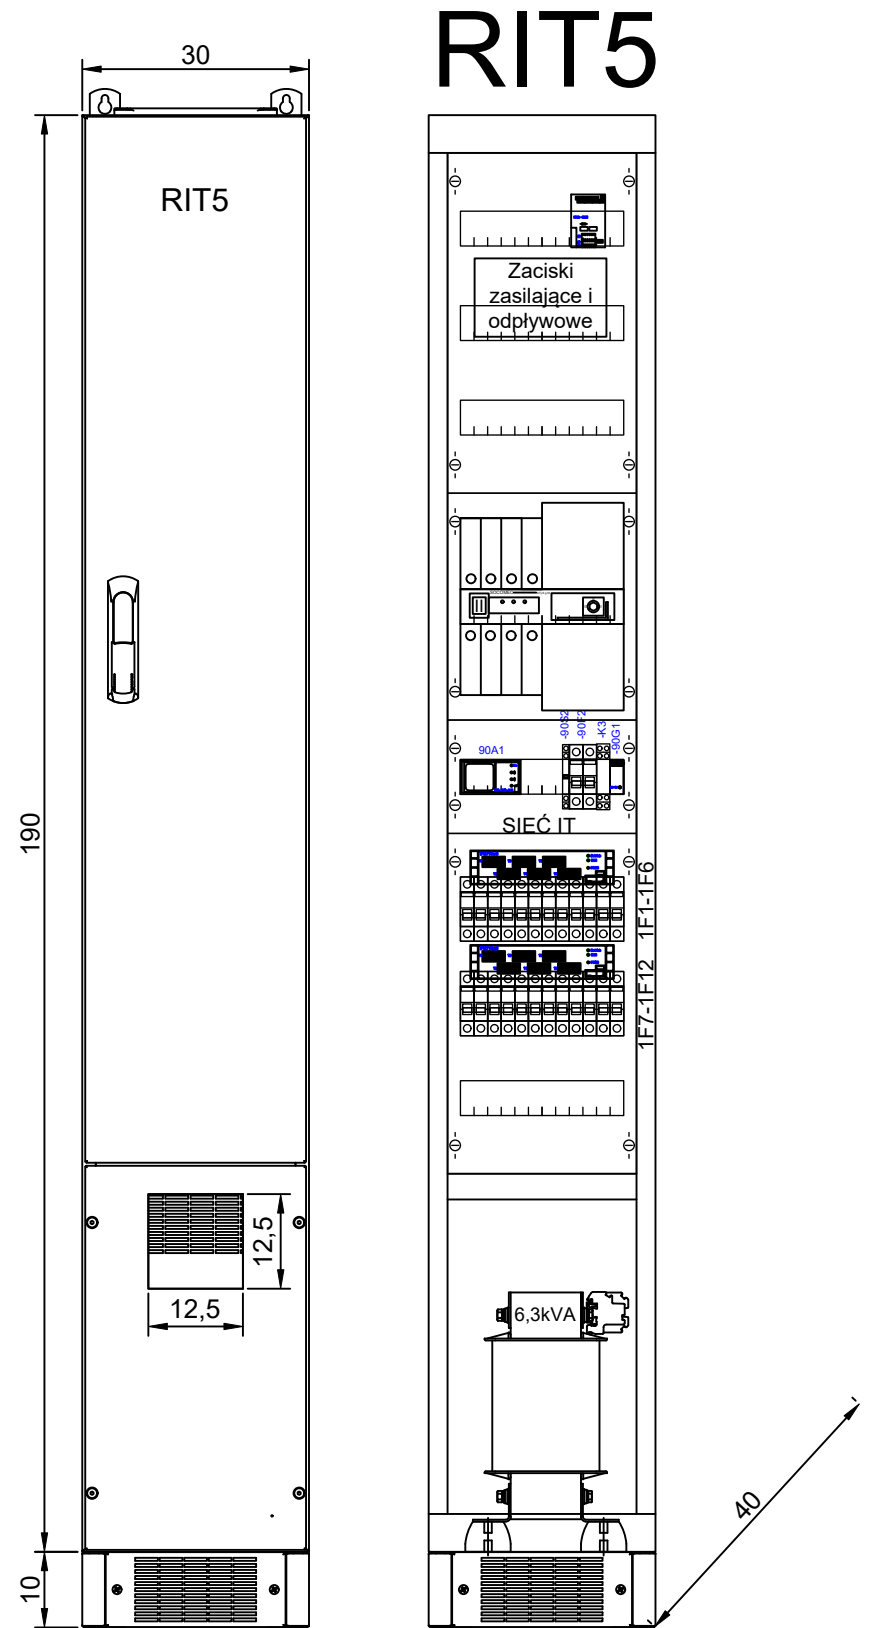 RIT5
30
RIT5
Zaciski
zasilające i
odpływowe
-90S2
-90F2
-K3
-90G1
90A1
SIEĆ IT
190
1F1-1F6
1F7-1F12
12,5
12,5
6,3kVA
40
10